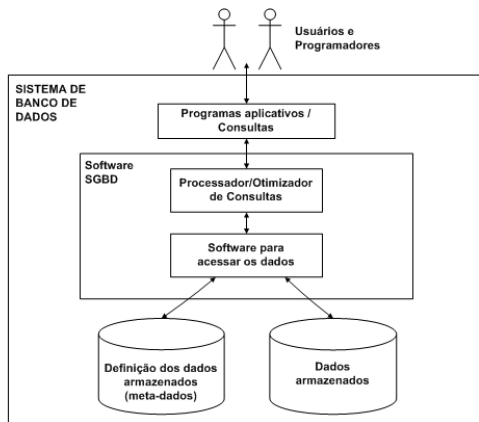 Usuários e
Programadores
SISTEMA DE
BANCO DE
DADOS
Programas aplicativos /
Consultas
Software
SGBD
Processador/Otimizador
de Consultas
Software para
acessar os dados
Definição dos dados
armazenados
(meta-dados)
Dados
armazenados